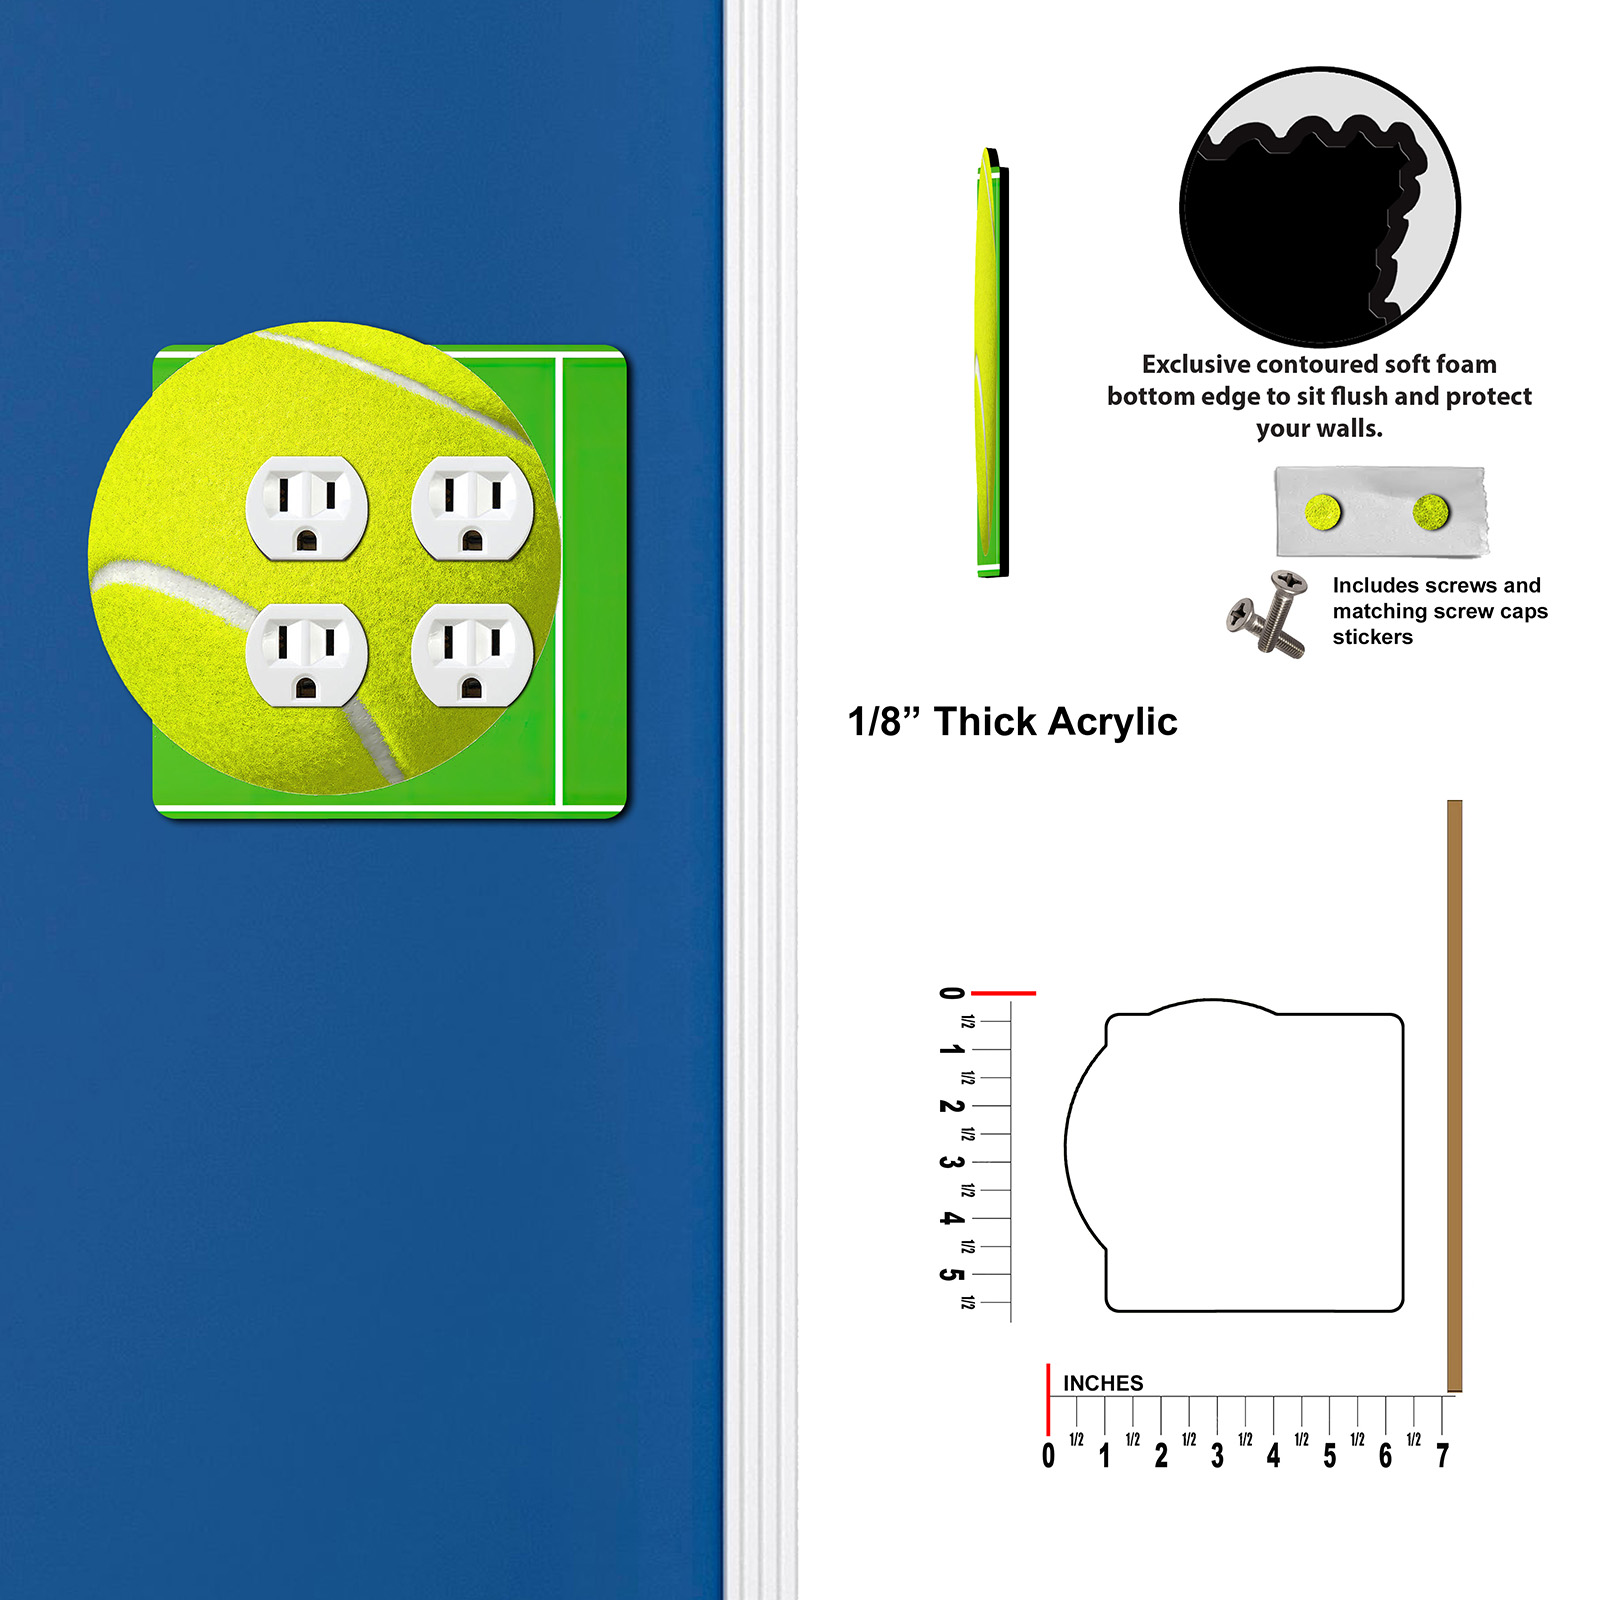 Exclusive contoured soft foam
bottom edge to sit flush and protect
your walls.
Includes screws and
matching screw caps
stickers
1/8” Thick Acrylic
0
1/2
1
1/2
2
1/2
3
1/2
4
1/2
5
1/2
INCHES
0 1/2 1 1/2 2 1/2 3 1/2 4 1/2 5 1/2 6 1/2 7